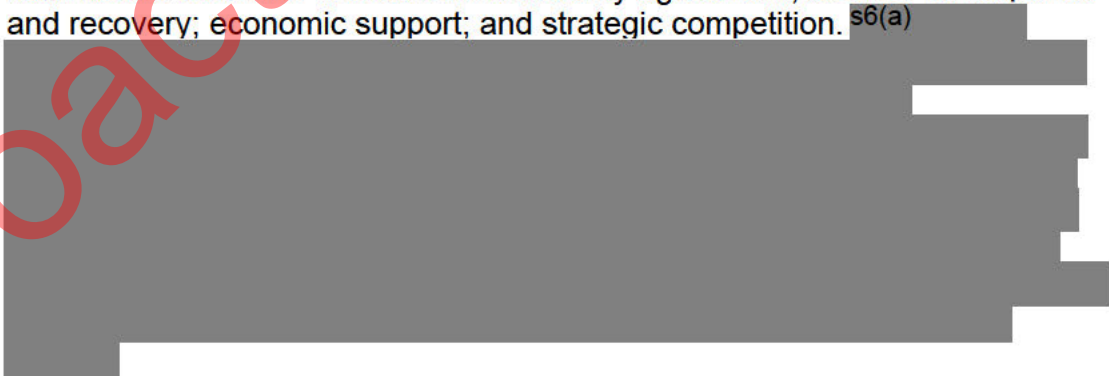 and recovery; economic support; and strategic competition. s6(a)